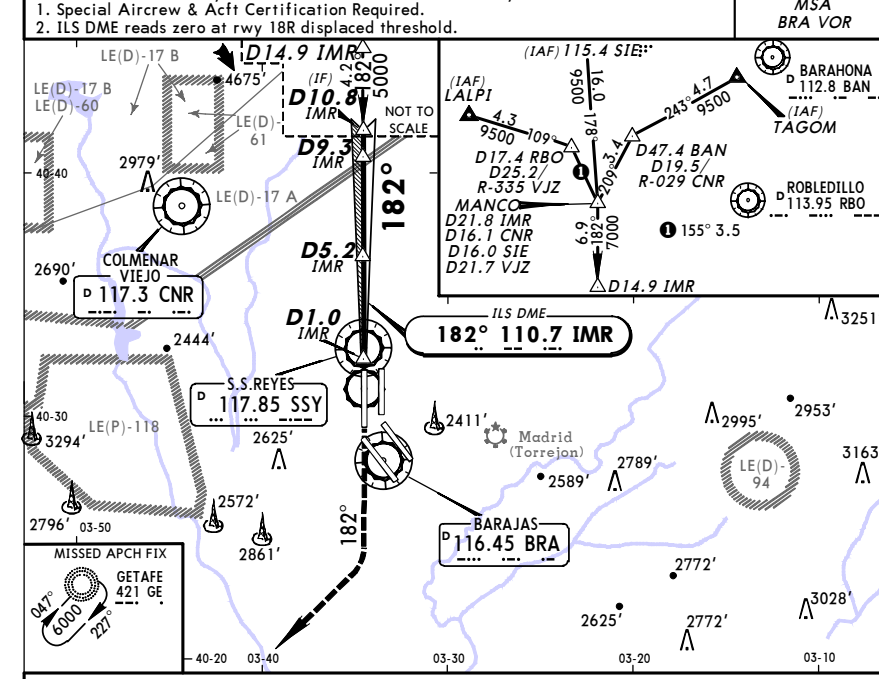 1. Special Aircrew & Acft Certification Required.
2. ILS DME reads zero at rwy 18R displaced threshold.
MSA
BRA VOR
LE(D)-17 B
LE(D)-17 B
LE(D)-60
4675'
LE(D)-
61
2979'
40-40
LE(D)-17 A
COLMENAR
VIEJO
D 117.3 CNR
2690'
2444'
D14.9 IMR
(IF)
D10.8
IMR
4.2
182°
5000
NOT TO
SCALE
D9.3
IMR
182°
D5.2
IMR
D1.0
IMR
ILS DME
182° 110.7 IMR
(IAF) 115.4 SIE
16.0
9500
178°
(IAF)
LALPI
4.3
9500
109°
243° 4.7
9500
(IAF)
TAGOM
D BARAHONA
112.8 BAN
D17.4 RBO
D25.2/
R-335 VJZ
1
3.4
209°
D47.4 BAN
D19.5/
R-029 CNR
MANCO
D21.8 IMR
D16.1 CNR
D16.0 SIE
D21.7 VJZ
6.9
182°
7000
D14.9 IMR
1 155° 3.5
D ROBLEDILLO
113.95 RBO
3251
S.S.REYES
D 117.85 SSY
40-30
LE(P)-118
3294'
2625'
2411'
Madrid
(Torrejon)
2995'
2953'
2589'
2789'
LE(D)-
94
3163
2796'
03-50
2572'
2861'
182°
BARAJAS
D 116.45 BRA
MISSED APCH FIX
GETAFE
421 GE
047°
6000
227°
2772'
2625'
2772'
3028'
40-20
03-40
03-30
03-20
03-10